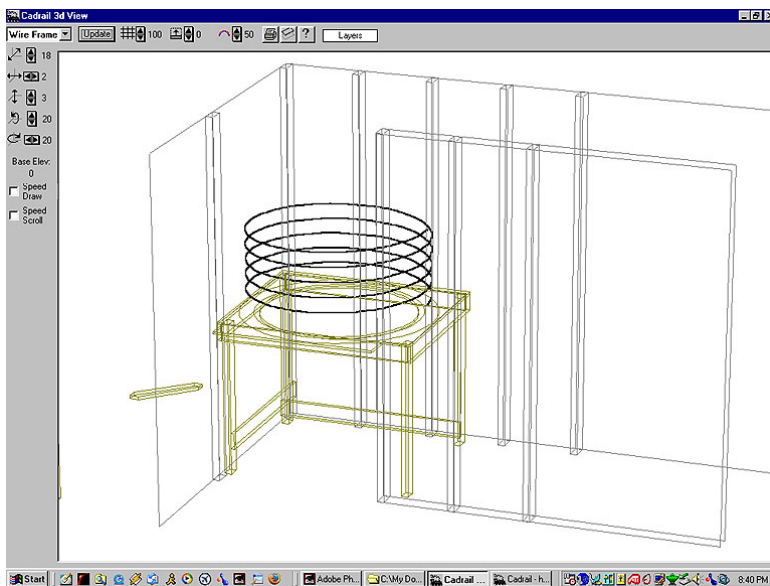 Cadrail 3d View
Wire Frame Update 100 0 50 ? Layers
18
2
3
20
20
Base Elev:
0
Speed
Draw
Speed
Scroll
Start Adobe Ph... C:\My Do... Cadrail ... Cadrail - h... 8:40 PM